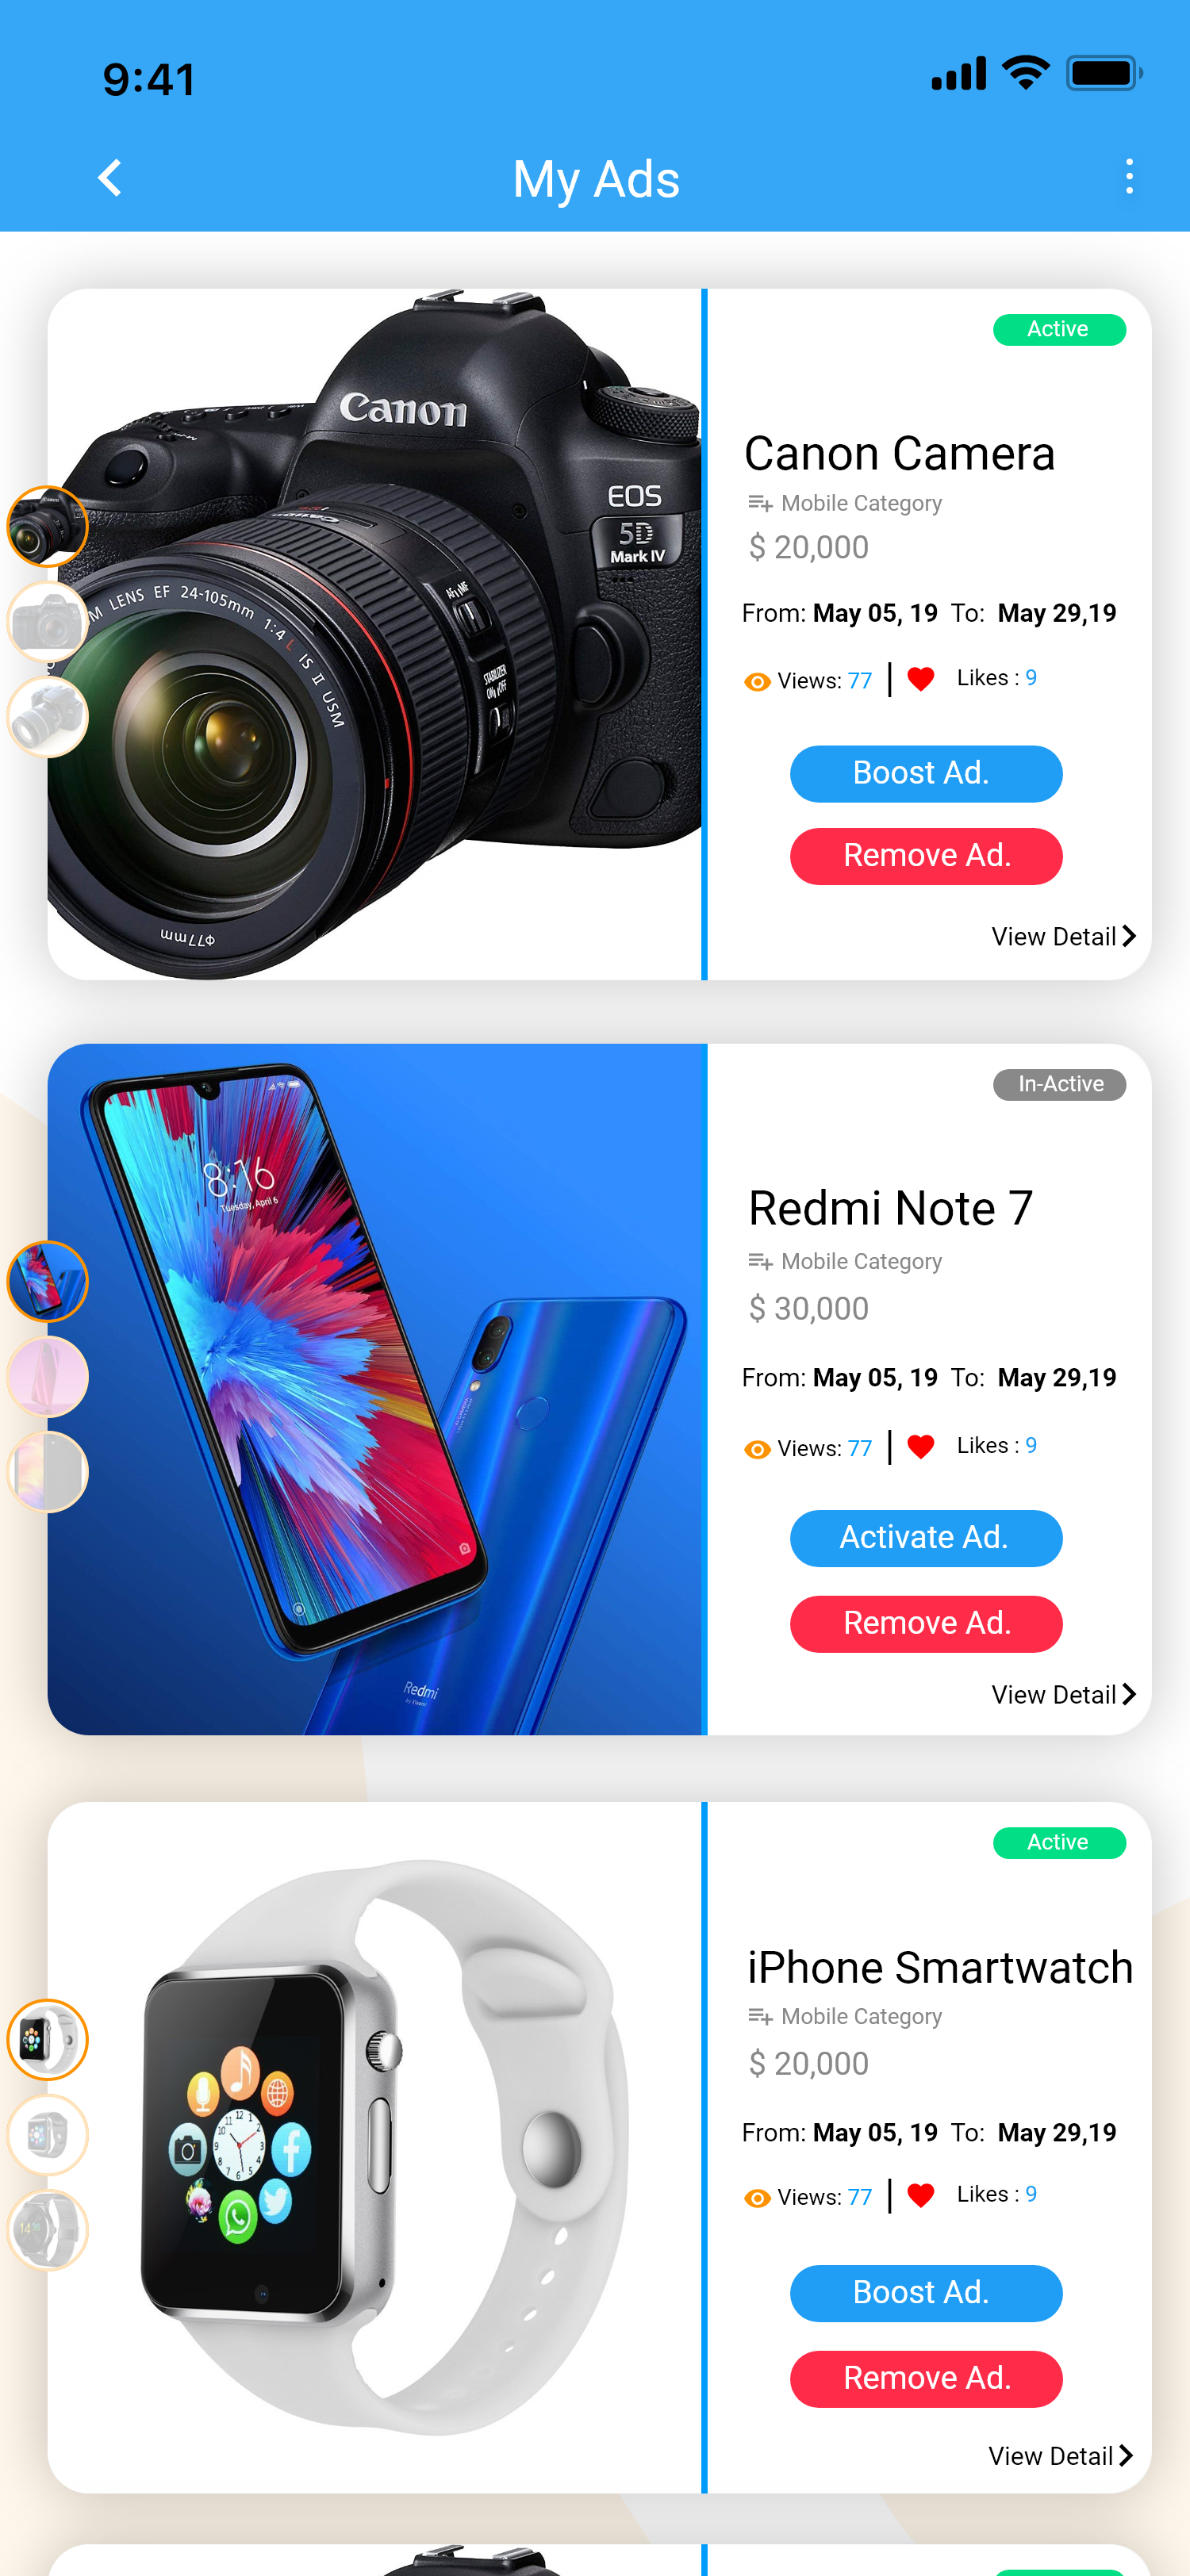 9:41
My Ads
Active
Canon
EOS
5D
Mark IV
LENS EF 24-105mm 1:4 L IS II USM
AF MF
STABILIZER
ON OFF
φ77mm
Canon Camera
Mobile Category
$ 20,000
From: May 05, 19 To: May 29,19
Views: 77 Likes : 9
Boost Ad.
Remove Ad.
View Detail
In-Active
8:16
Tuesday, April 6
Redmi
Redmi Note 7
Mobile Category
$ 30,000
From: May 05, 19 To: May 29,19
Views: 77 Likes : 9
Activate Ad.
Remove Ad.
View Detail
Active
iPhone Smartwatch
Mobile Category
$ 20,000
From: May 05, 19 To: May 29,19
Views: 77 Likes : 9
Boost Ad.
Remove Ad.
View Detail